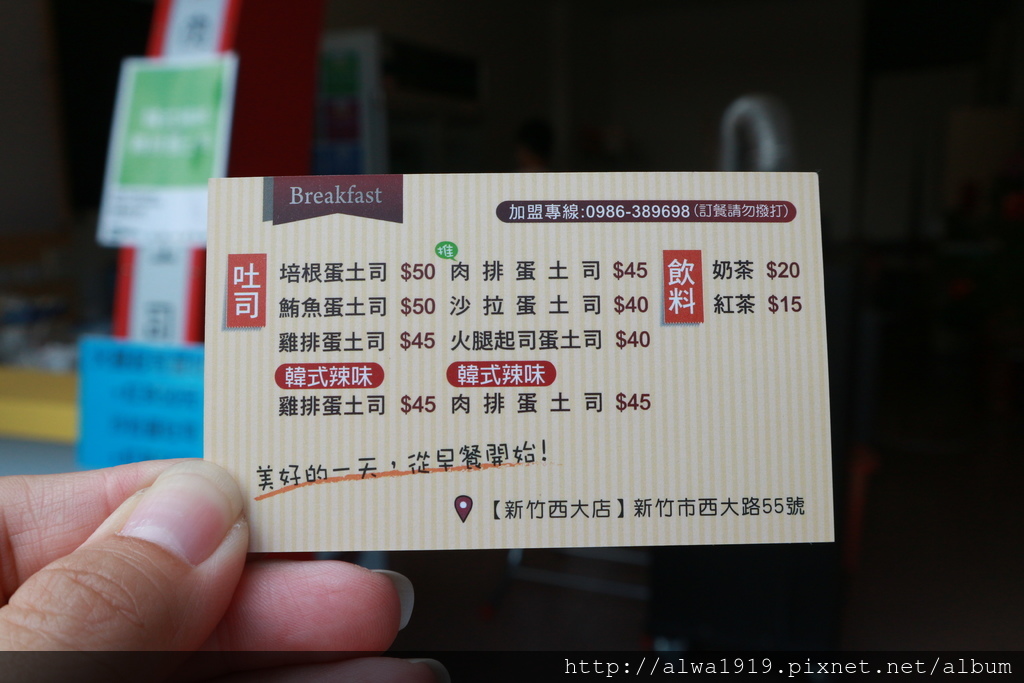 Breakfast
加盟專線:0986-389698(訂餐請勿撥打)
吐司
培根蛋土司 $50
鮪魚蛋土司 $50
雞排蛋土司 $45
韓式辣味
雞排蛋土司 $45
推
肉排蛋土司 $45
沙拉蛋土司 $40
火腿起司蛋土司 $40
韓式辣味
肉排蛋土司 $45
飲料
奶茶 $20
紅茶 $15
美好的一天,從早餐開始!
【新竹西大店】新竹市西大路55號
司
http://alwa1919.pixnet.net/album